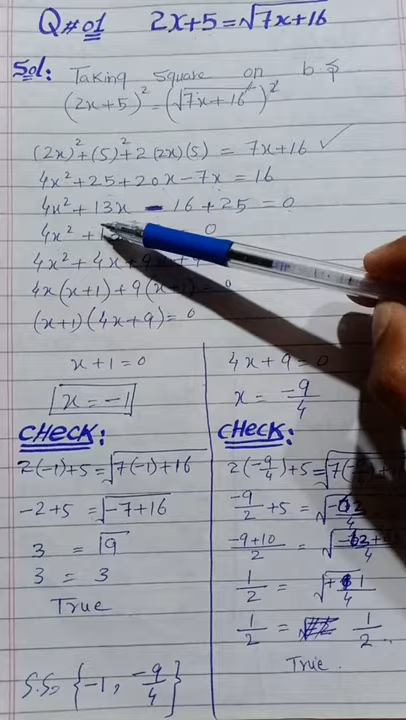 Q#01 2x+5=√7x+16
Sol: Taking Square on b.s
(2x+5)² = (√7x+16)²
(2x)²+(5)²+2(2x)(5) = 7x+16 ✓
4x²+25+20x-7x = 16
4x²+13x-16+25 = 0
4x²+ = 0
4x²+4x+9x+9
4x(x+1)+9(x+1)= 0
(x+1)(4x+9)=0
x+1=0
x=-1
CHECK:
2(-1)+5=√7(-1)+16
-2+5 = √-7+16
3 = √9
3 = 3
True
4x+9=0
x = -9/4
CHECK:
2(-9/4)+5=√7(-9/4)
-9/2 +5 =
-9+10/2 =
1/2 =
1/2 = 1/2
True.
S.S, {-1, -9/4}